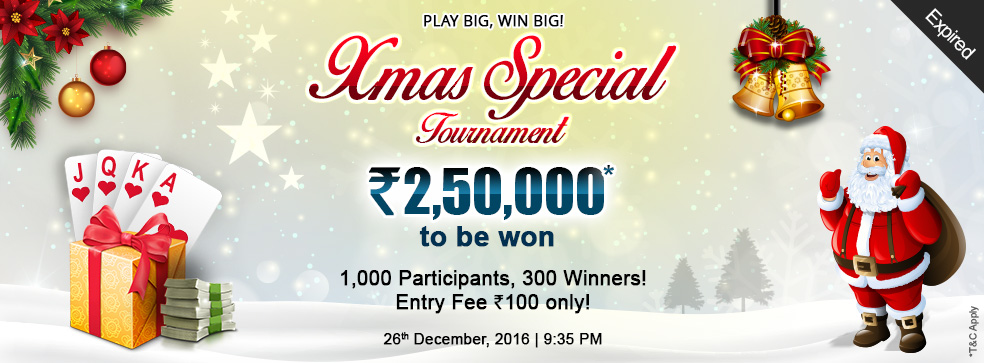 PLAY BIG, WIN BIG!
Xmas Special
Tournament
₹2,50,000*
to be won
1,000 Participants, 300 Winners!
Entry Fee ₹100 only!
26th December, 2016 | 9:35 PM
Expired
J Q K A
*T&C Apply